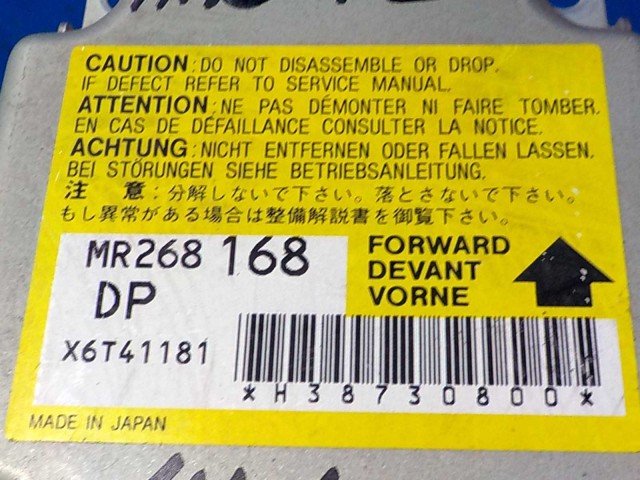 CAUTION : DO NOT DISASSEMBLE OR DROP.
IF DEFECT REFER TO SERVICE MANUAL.
ATTENTION : NE PAS DÉMONTER NI FAIRE TOMBER.
EN CAS DE DÉFAILLANCE CONSULTER LA NOTICE.
ACHTUNG : NICHT ENTFERNEN ODER FALLEN LASSEN.
BEI STÖRUNGEN SIEHE BETRIEBSANLEITUNG.
注 意 : 分解しないで下さい。落とさないで下さい。
もし異常がある場合は整備解説書を御覧下さい。
MR268 168
DP
X6T41181
FORWARD
DEVANT
VORNE
*H38730800*
MADE IN JAPAN